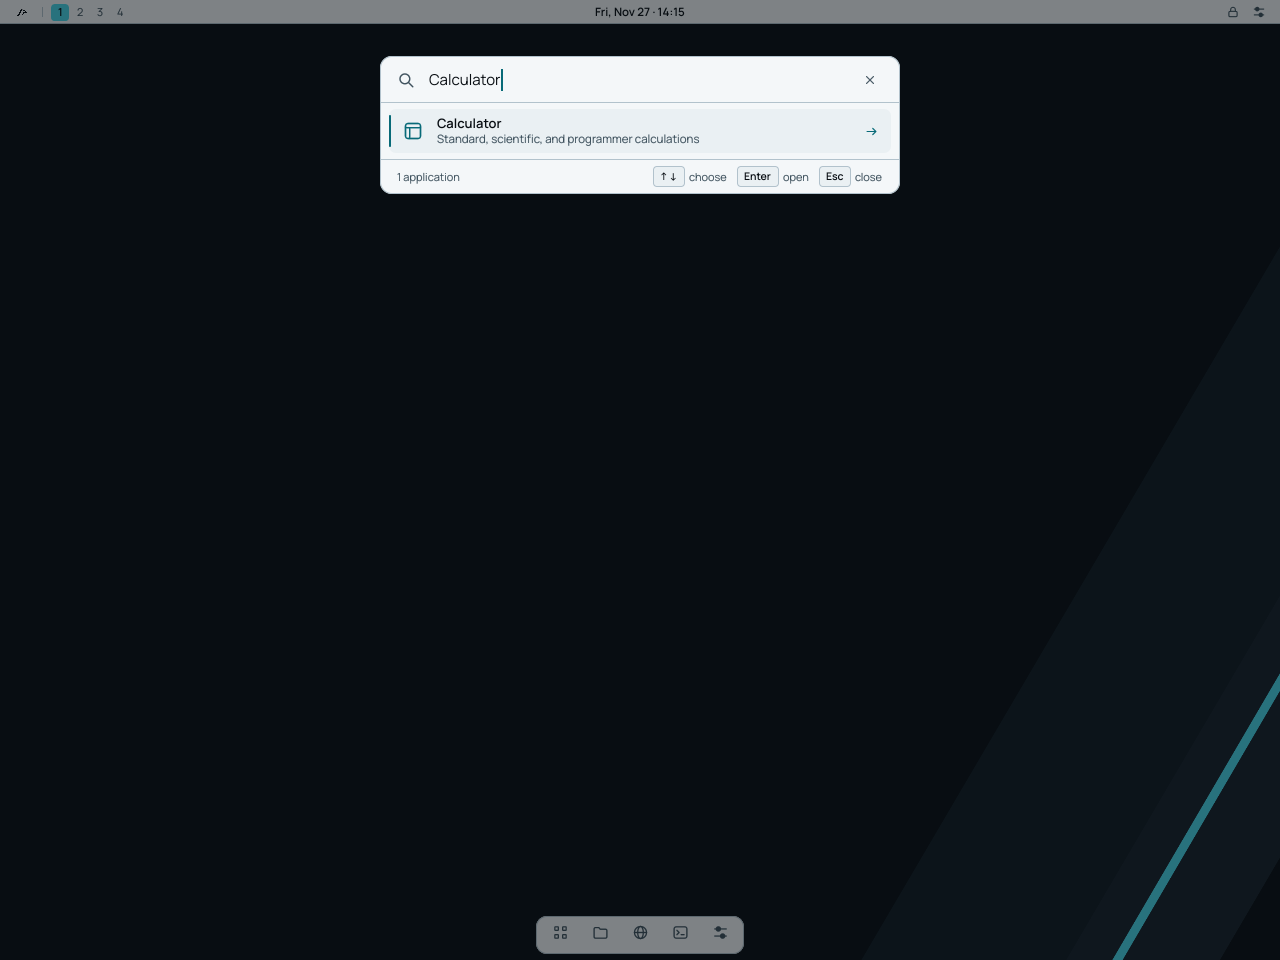 1 2 3 4
Fri, Nov 27 · 14:15
Calculator
Calculator
Standard, scientific, and programmer calculations
1 application
↑ ↓ choose Enter open Esc close